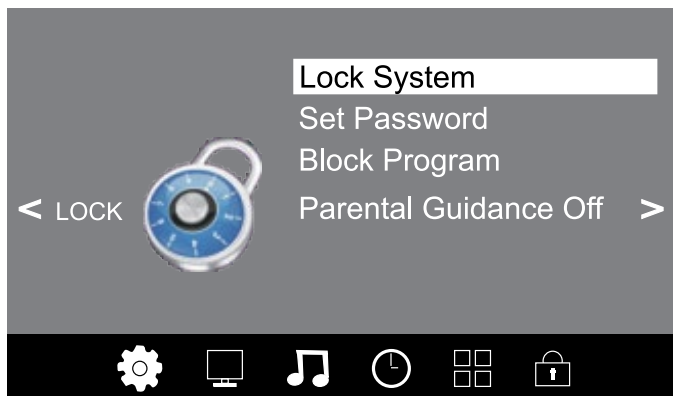 Lock System
Set Password
Block Program
< LOCK
Parental Guidance Off >